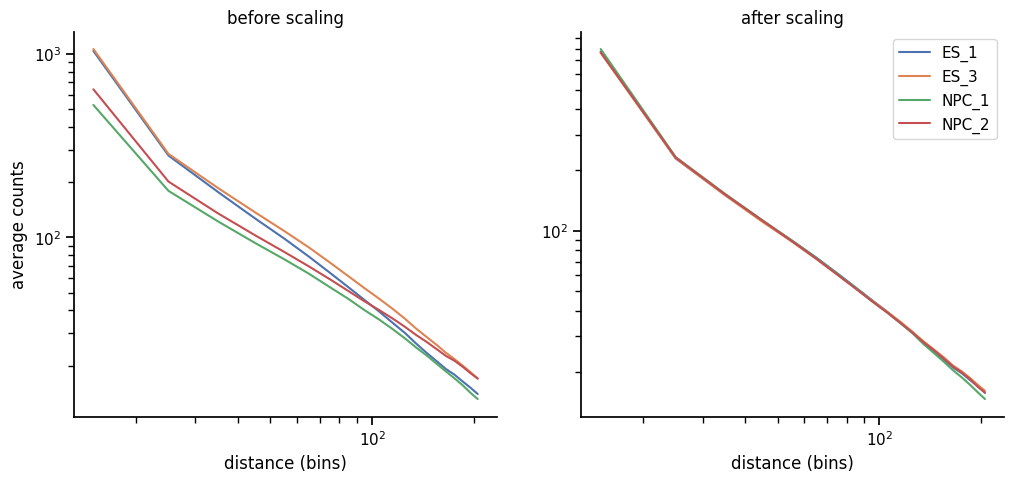 before scaling
after scaling
average counts
10³
10²
10²
distance (bins)
10²
10²
distance (bins)
ES_1
ES_3
NPC_1
NPC_2